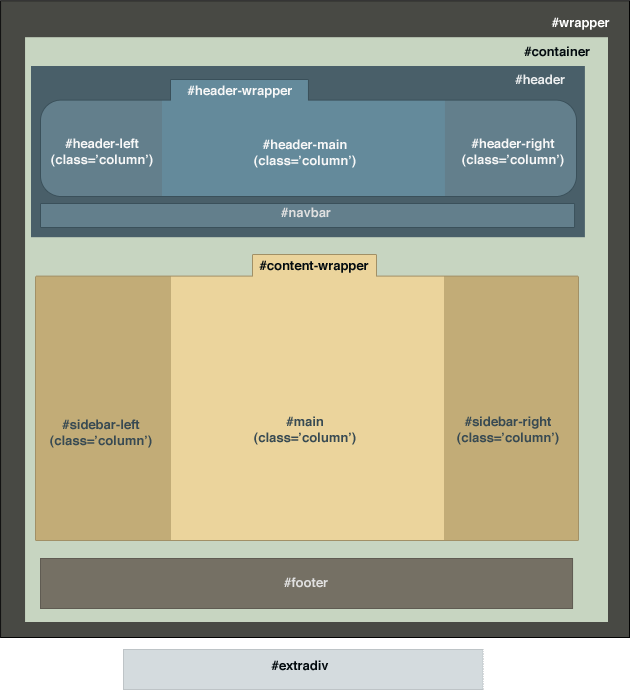 #wrapper
#container
#header
#header-wrapper
#header-left
(class=’column’)
#header-main
(class=’column’)
#header-right
(class=’column’)
#navbar
#content-wrapper
#sidebar-left
(class=’column’)
#main
(class=’column’)
#sidebar-right
(class=’column’)
#footer
#extradiv